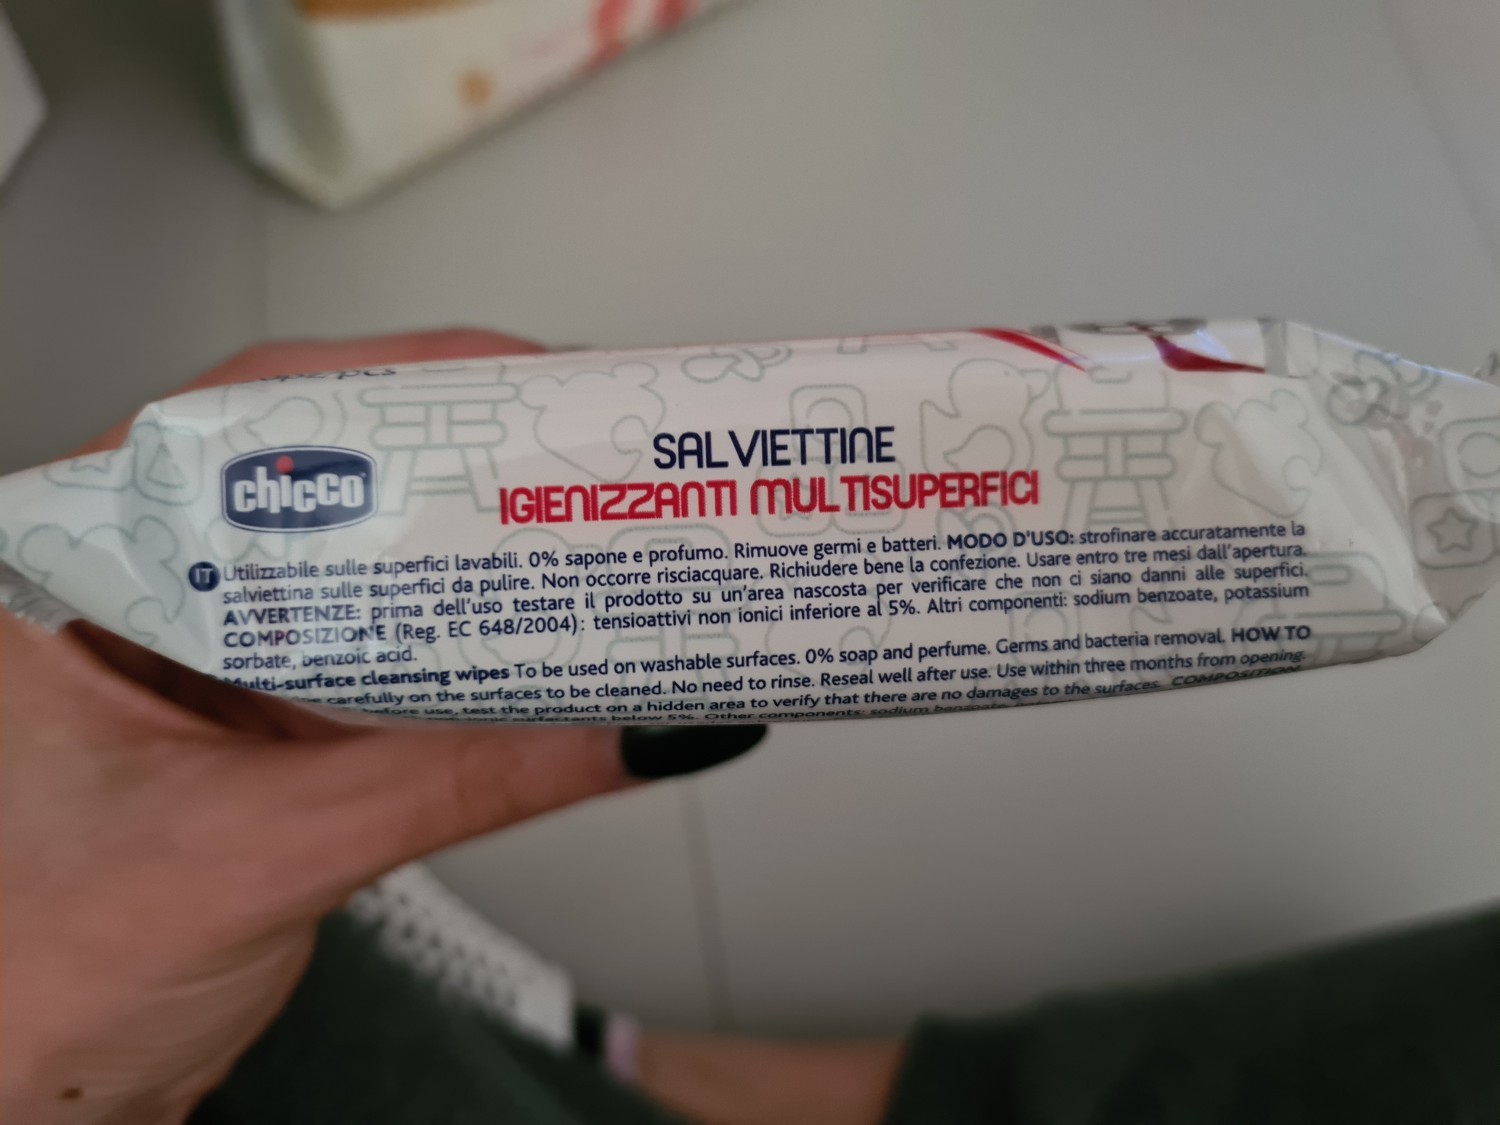 chicco
SALVIETTINE
IGIENIZZANTI MULTISUPERFICI
IT Utilizzabile sulle superfici lavabili. 0% sapone e profumo. Rimuove germi e batteri. MODO D'USO: strofinare accuratamente la
salviettina sulle superfici da pulire. Non occorre risciacquare. Richiudere bene la confezione. Usare entro tre mesi dall'apertura.
AVVERTENZE: prima dell'uso testare il prodotto su un'area nascosta per verificare che non ci siano danni alle superfici.
COMPOSIZIONE (Reg. EC 648/2004): tensioattivi non ionici inferiore al 5%. Altri componenti: sodium benzoate, potassium
sorbate, benzoic acid.
Multi-surface cleansing wipes To be used on washable surfaces. 0% soap and perfume. Germs and bacteria removal. HOW TO
carefully on the surfaces to be cleaned. No need to rinse. Reseal well after use. Use within three months from opening.
before use, test the product on a hidden area to verify that there are no damages to the surfaces. COMPOSITION
surfactants below 5%. Other components: sodium benzoate,